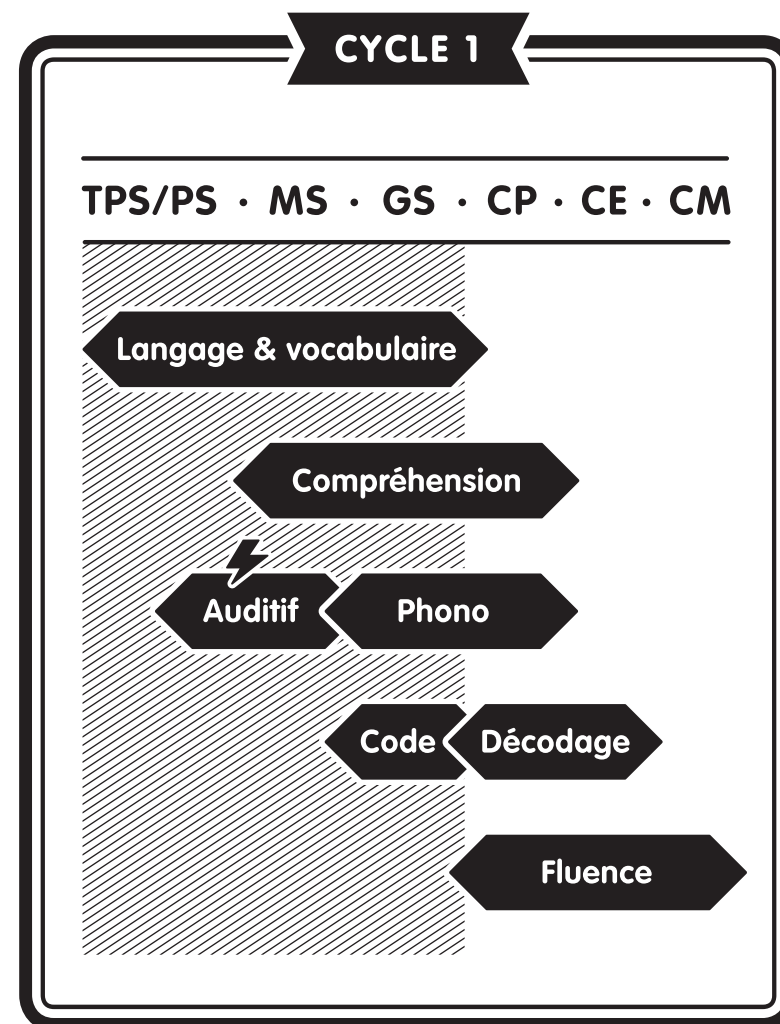 CYCLE 1
TPS/PS · MS · GS · CP · CE · CM
Langage & vocabulaire
Compréhension
Auditif Phono
Code Décodage
Fluence